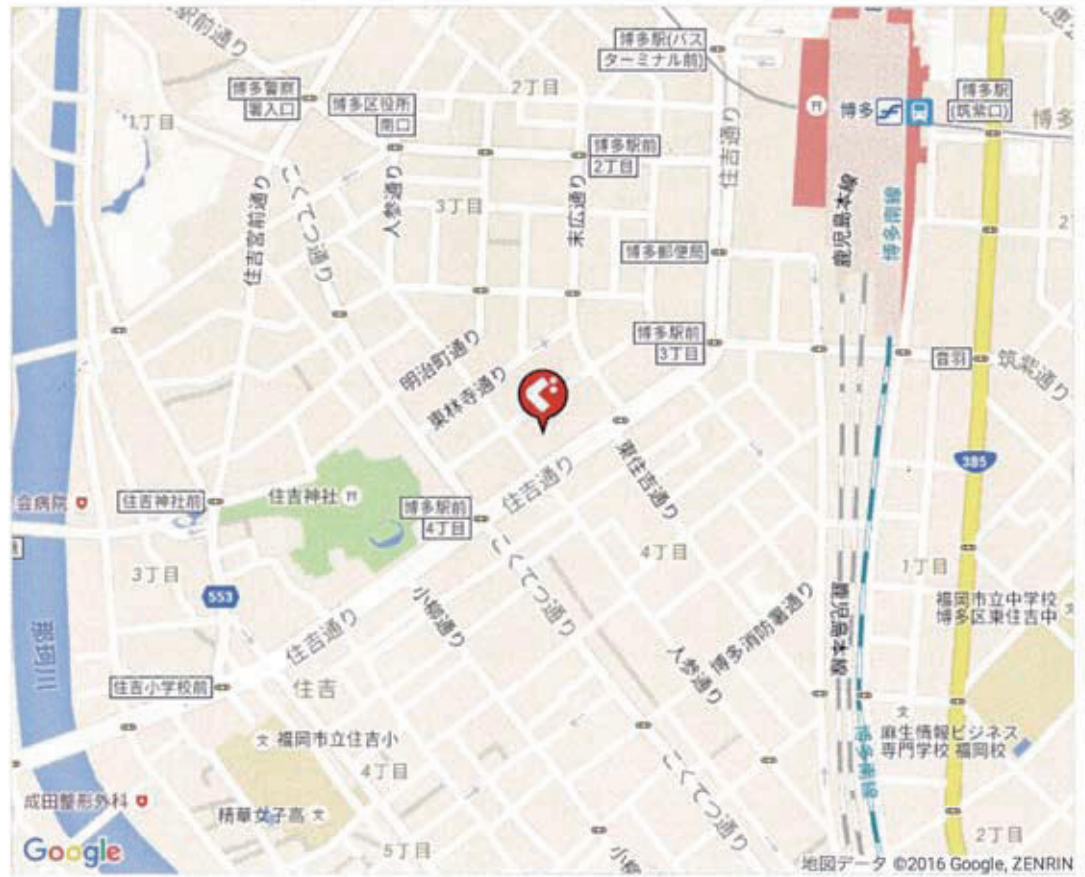 駅前通り
博多駅(バス
ターミナル前)
2丁目
博多警察
署入口
博多区役所
南口
博多
博多駅
(筑紫口)
博多
1丁目
住吉通り
博多駅前
2丁目
こくてつ通り
人参通り
3丁目
末広通り
住吉宮前通り
鹿児島本線
博多南線
2
博多郵便局
博多駅前
3丁目
音羽
筑紫通り
明治町通り
東林寺通り
東住吉通り
住吉通り
385
会病院
住吉神社前
住吉神社
博多駅前
4丁目
4丁目
1丁目
3丁目
553
こくてつ通り
小柳通り
福岡市立中学校
博多区東住吉中
那珂川
住吉通り
人参通り
博多消防署通り
鹿児島本線
住吉小学校前
住吉
文
麻生情報ビジネス
専門学校 福岡校
文 福岡市立住吉小
4丁目
博多南線
こくてつ通り
成田整形外科
精華女子高 文
5丁目
小柳
2丁目
Google
地図データ ©2016 Google, ZENRIN